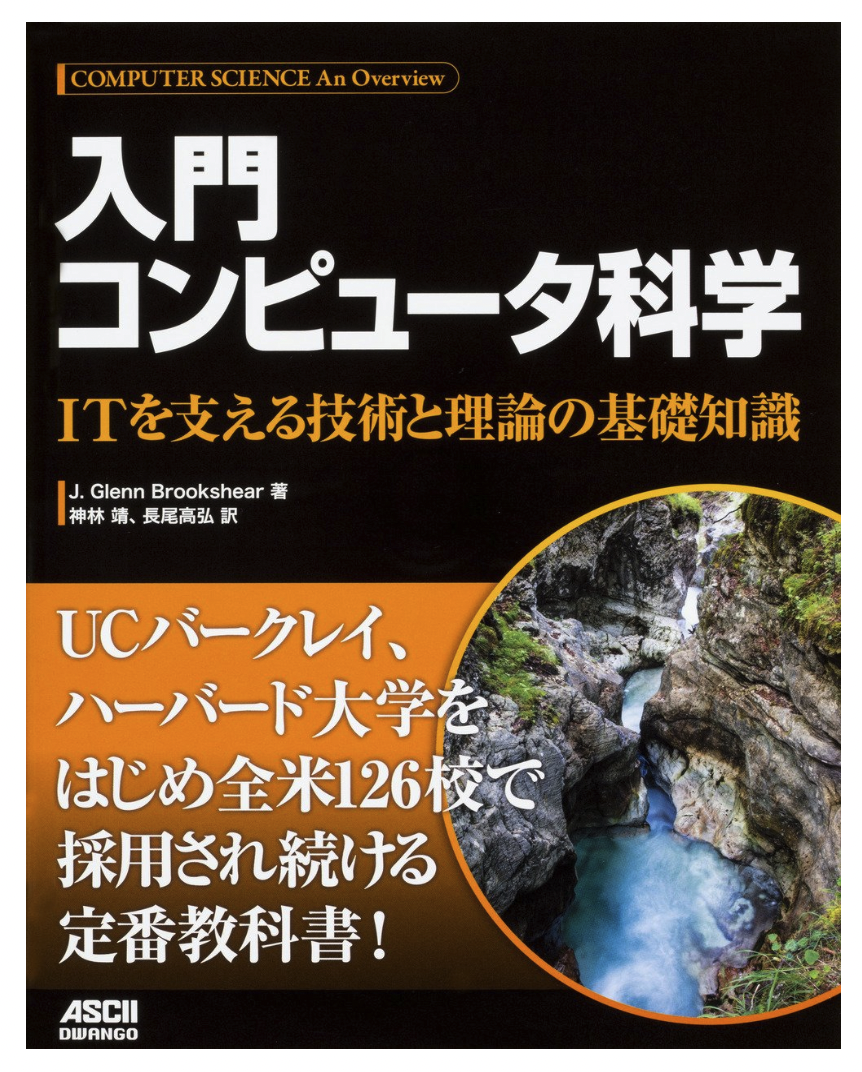 COMPUTER SCIENCE An Overview
入門
コンピュータ科学
ITを支える技術と理論の基礎知識
J. Glenn Brookshear 著
神林 靖、長尾高弘 訳
UCバークレイ、
ハーバード大学を
はじめ全米126校で
採用され続ける
定番教科書!
ASCII
DWANGO